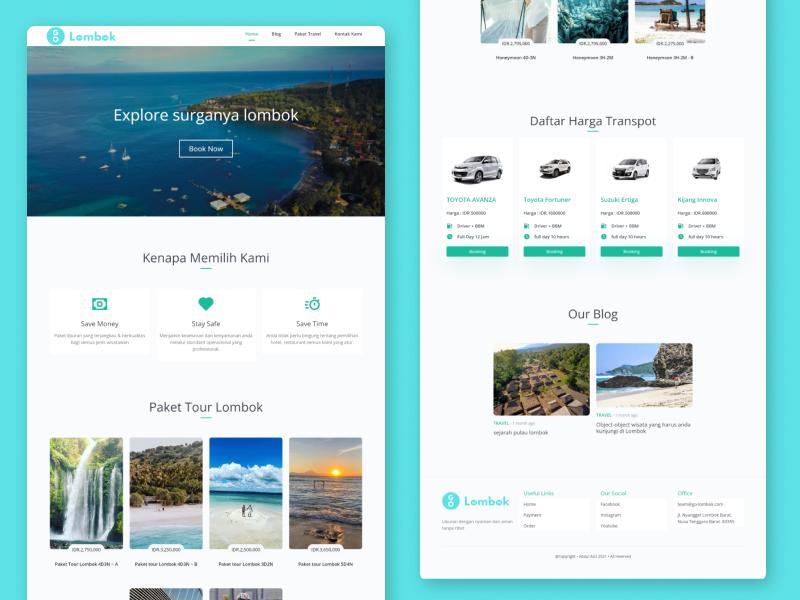 GO Lombok
Home Blog Paket Travel Kontak Kami
Explore surganya lombok
Book Now
Kenapa Memilih Kami
Save Money
Paket liburan yang terjangkau & berkualitas
bagi semua jenis wisatawan
Stay Safe
Menjamin keamanan dan kenyamanan anda
melalui standart operasional yang
professional
Save Time
Anda tidak perlu bingung tentang pemilihan
hotel, restaurant semua kami yang atur.
Paket Tour Lombok
IDR.2,750,000
Paket Tour Lombok 4D3N – A
IDR.3,250,000
Paket tour Lombok 4D3N – B
IDR.2,500,000
Paket tour Lombok 3D2N
IDR.3,650,000
Paket tour Lombok 5D4N
IDR.2,795,000
Honeymoon 4D-3N
IDR.2,795,000
Honeymoon 3H-2M
IDR.2,275,000
Honeymoon 3H-2M - B
Daftar Harga Transpot
TOYOTA AVANZA
Harga : IDR.500000
Driver + BBM
Full Day 12 Jam
Booking
Toyota Fortuner
Harga : IDR.1600000
Driver + BBM
full day 10 hours
Booking
Suzuki Ertiga
Harga : IDR.500000
Driver + BBM
full day 10 hours
Booking
Kijang Innova
Harga : IDR.600000
Driver + BBM
full day 10 hours
Booking
Our Blog
TRAVEL - 1 month ago
sejarah pulau lombok
TRAVEL - 1 month ago
Object-object wisata yang harus anda
kunjungi di Lombok
GO Lombok
Liburan dengan nyaman dan aman
tanpa ribet
Useful Links
Home
Payment
Order
Our Social
Facebook
Instagram
Youtube
Office
team@go-lombok.com
Jl. Nyanggat Lombok Barat,
Nusa Tenggara Barat. 83355
@Copyright • Abdul Aziz 2021 • All reserved